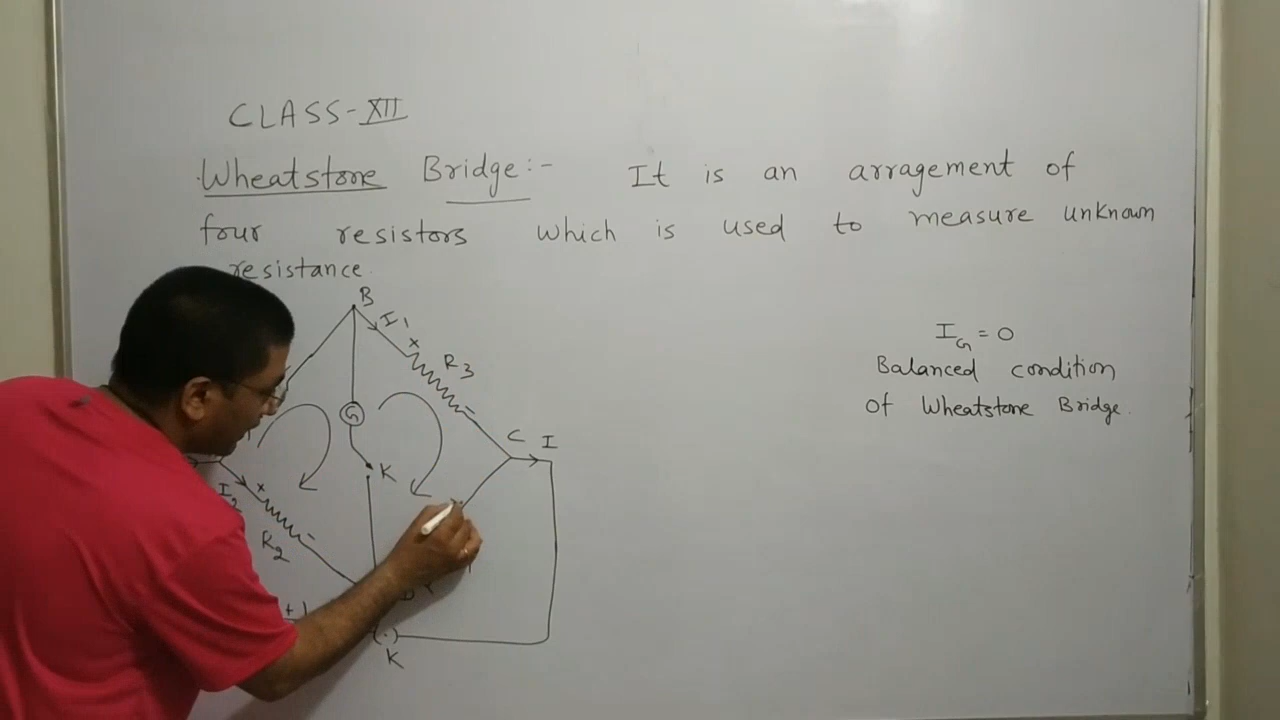 CLASS-XII
Wheatstone Bridge:- It is an arragement of
four resistors which is used to measure unknown
resistance.
B
I1
R3
G
C I
K
I2
R2
D
K
IG = 0
Balanced condition
of Wheatstone Bridge.